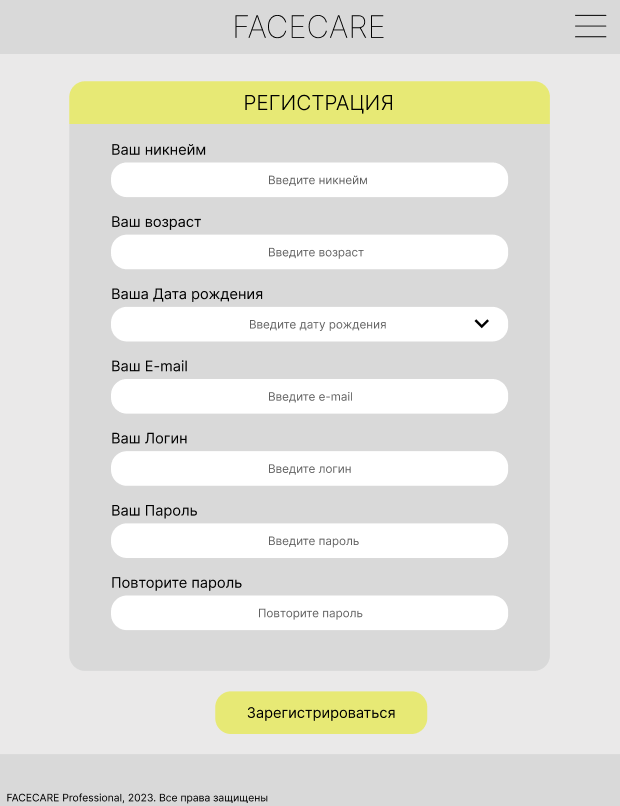 FACECARE
РЕГИСТРАЦИЯ
Ваш никнейм
Введите никнейм
Ваш возраст
Введите возраст
Ваша Дата рождения
Введите дату рождения
Ваш E-mail
Введите e-mail
Ваш Логин
Введите логин
Ваш Пароль
Введите пароль
Повторите пароль
Повторите пароль
Зарегистрироваться
FACECARE Professional, 2023. Все права защищены